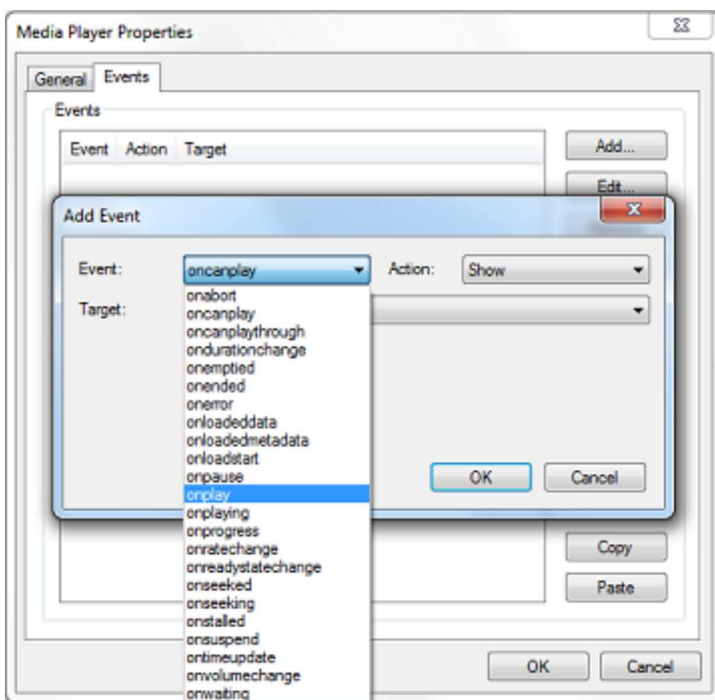 Media Player Properties
General Events
Events
Event Action Target
Add...
Edit...
Add Event
Event: oncanplay Action: Show
Target:
onabort
oncanplay
oncanplaythrough
ondurationchange
onemptied
onended
onerror
onloadeddata
onloadedmetadata
onloadstart
onpause
onplay
onplaying
onprogress
onratechange
onreadystatechange
onseeked
onseeking
onstalled
onsuspend
ontimeupdate
onvolumechange
onwaiting
OK Cancel
Copy
Paste
OK Cancel